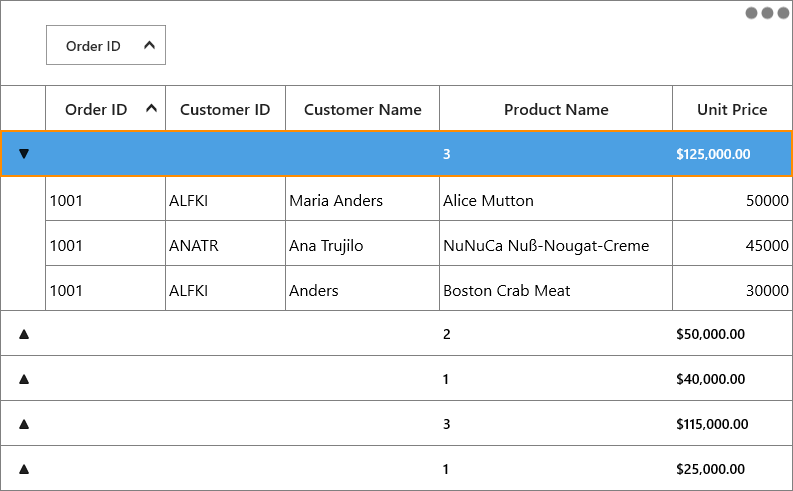 Order ID
Order ID Customer ID Customer Name Product Name Unit Price
3 $125,000.00
1001 ALFKI Maria Anders Alice Mutton 50000
1001 ANATR Ana Trujilo NuNuCa Nuß-Nougat-Creme 45000
1001 ALFKI Anders Boston Crab Meat 30000
2 $50,000.00
1 $40,000.00
3 $115,000.00
1 $25,000.00